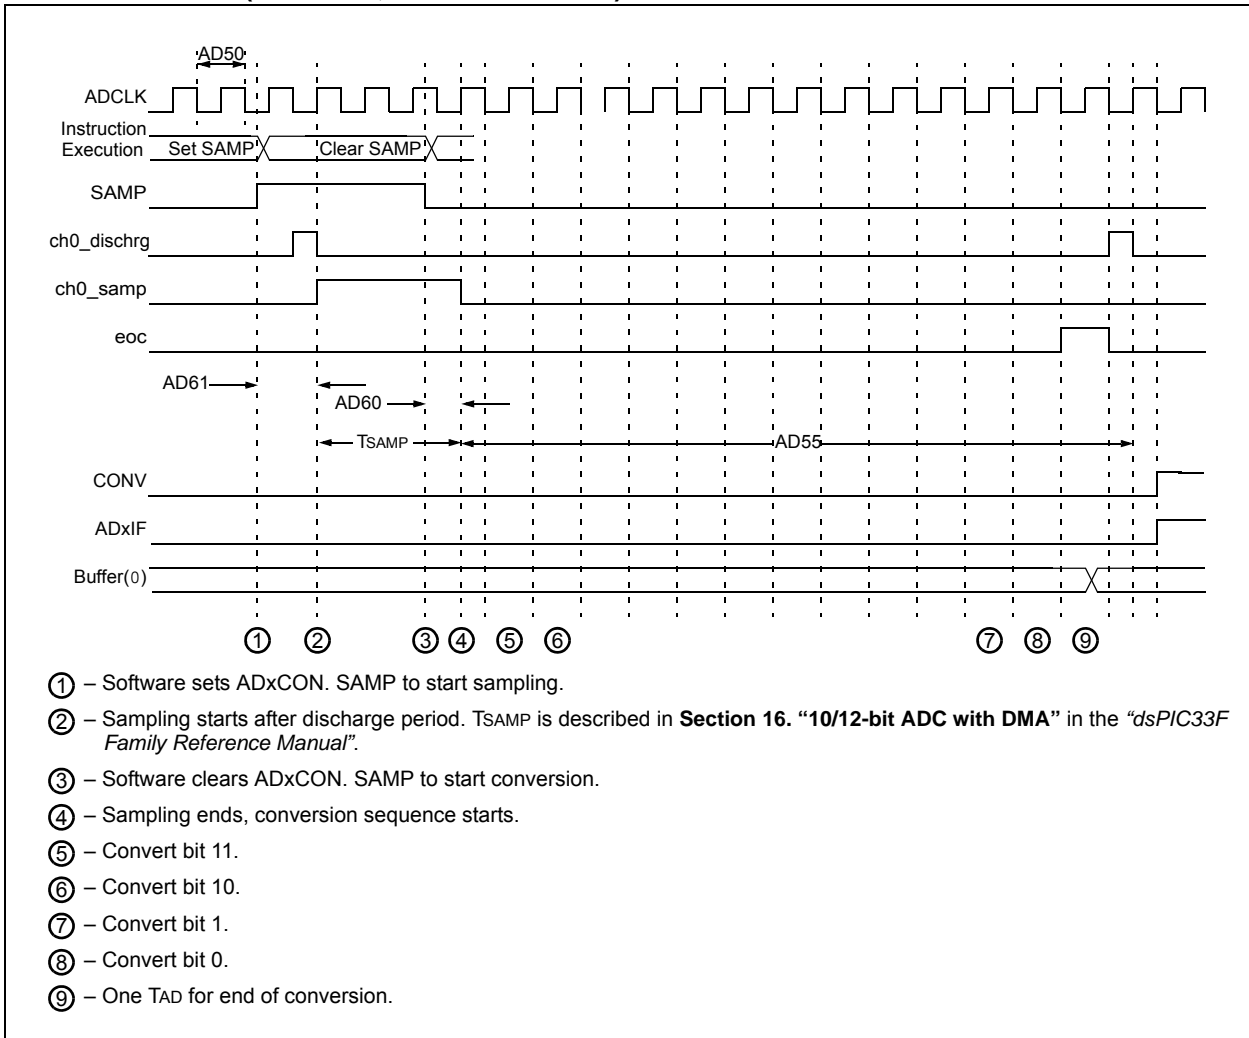 AD50
ADCLK
Instruction
Execution
Set SAMP
Clear SAMP
SAMP
ch0_dischrg
ch0_samp
eoc
AD61
AD60
TSAMP
AD55
CONV
ADxIF
Buffer(0)
1 2 3 4 5 6 7 8 9
1 – Software sets ADxCON. SAMP to start sampling.
2 – Sampling starts after discharge period. TSAMP is described in Section 16. “10/12-bit ADC with DMA” in the “dsPIC33F
Family Reference Manual”.
3 – Software clears ADxCON. SAMP to start conversion.
4 – Sampling ends, conversion sequence starts.
5 – Convert bit 11.
6 – Convert bit 10.
7 – Convert bit 1.
8 – Convert bit 0.
9 – One TAD for end of conversion.